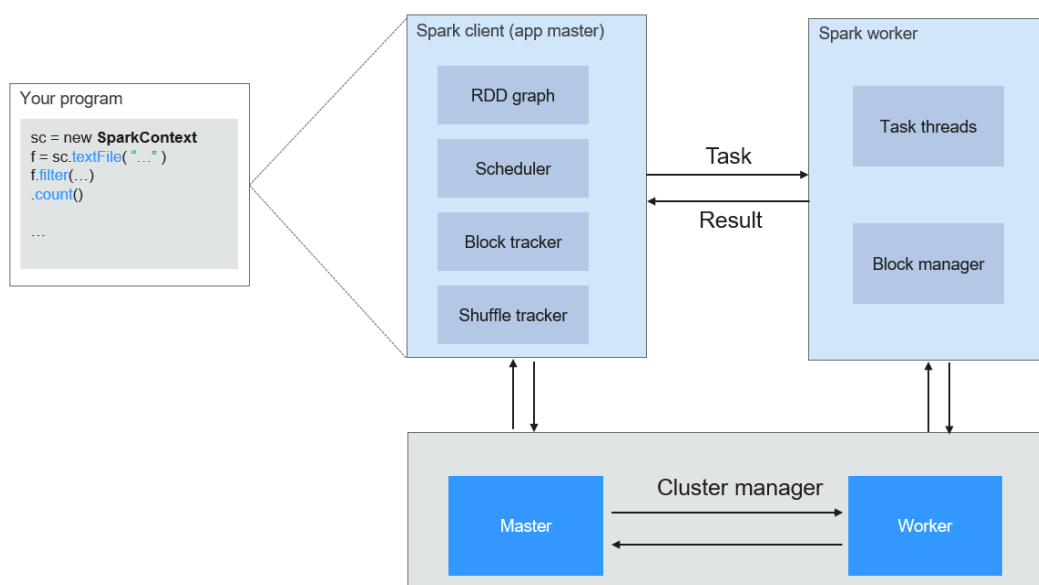 Your program
sc = new SparkContext
f = sc.textFile( “…” )
f.filter(…)
.count()
…
Spark client (app master)
RDD graph
Scheduler
Block tracker
Shuffle tracker
Task
Result
Spark worker
Task threads
Block manager
Cluster manager
Master
Worker